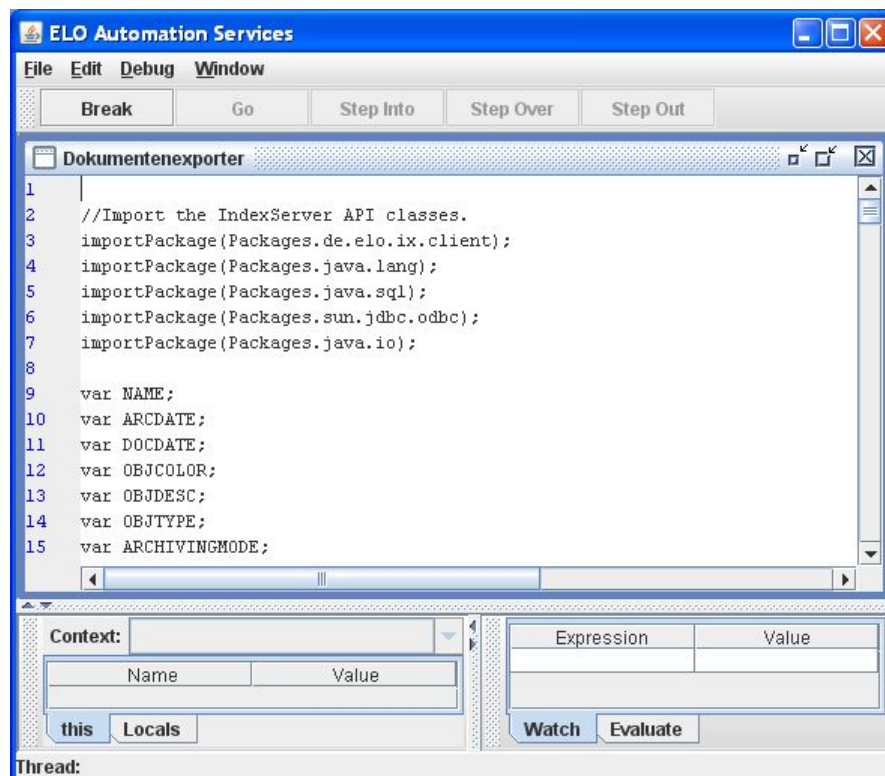 ELO Automation Services
File Edit Debug Window
Break Go Step Into Step Over Step Out
Dokumentenexporter
1
2 //Import the IndexServer API classes.
3 importPackage(Packages.de.elo.ix.client);
4 importPackage(Packages.java.lang);
5 importPackage(Packages.java.sql);
6 importPackage(Packages.sun.jdbc.odbc);
7 importPackage(Packages.java.io);
8
9 var NAME;
10 var ARCDATE;
11 var DOCDATE;
12 var OBJCOLOR;
13 var OBJDESC;
14 var OBJTYPE;
15 var ARCHIVINGMODE;
Context:
Name Value
this Locals
Expression Value
Watch Evaluate
Thread: